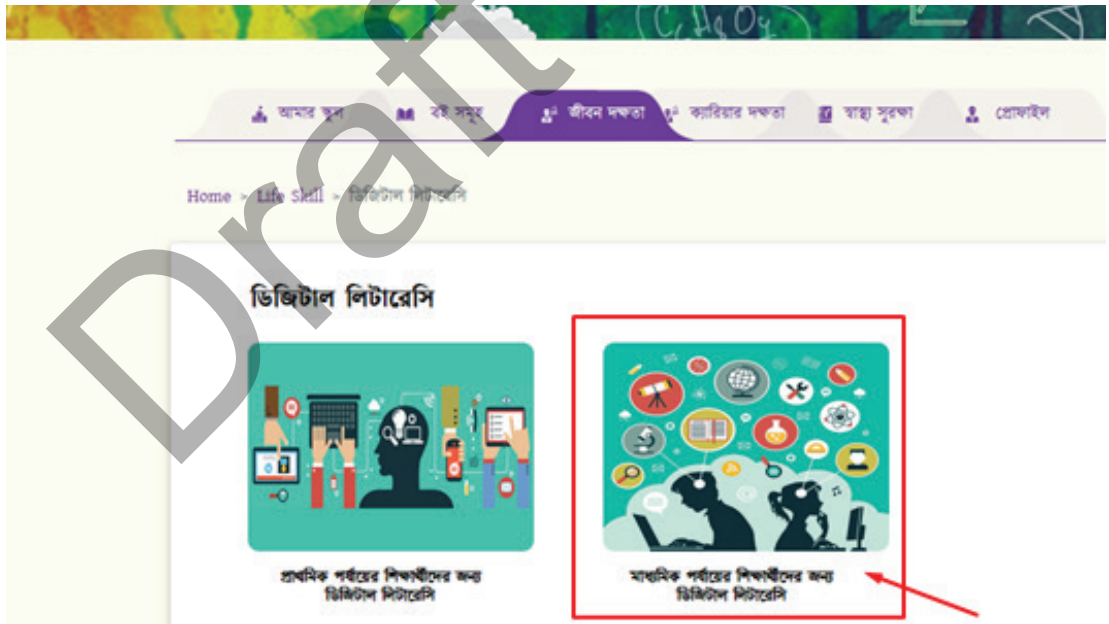 C₂H₆O
আমার স্কুল বই সমূহ জীবন দক্ষতা ক্যারিয়ার দক্ষতা স্বাস্থ্য সুরক্ষা প্রোফাইল
Home > Life Skill > ডিজিটাল লিটারেসি
ডিজিটাল লিটারেসি
প্রাথমিক পর্যায়ের শিক্ষার্থীদের জন্য
ডিজিটাল লিটারেসি
মাধ্যমিক পর্যায়ের শিক্ষার্থীদের জন্য
ডিজিটাল লিটারেসি
Draft